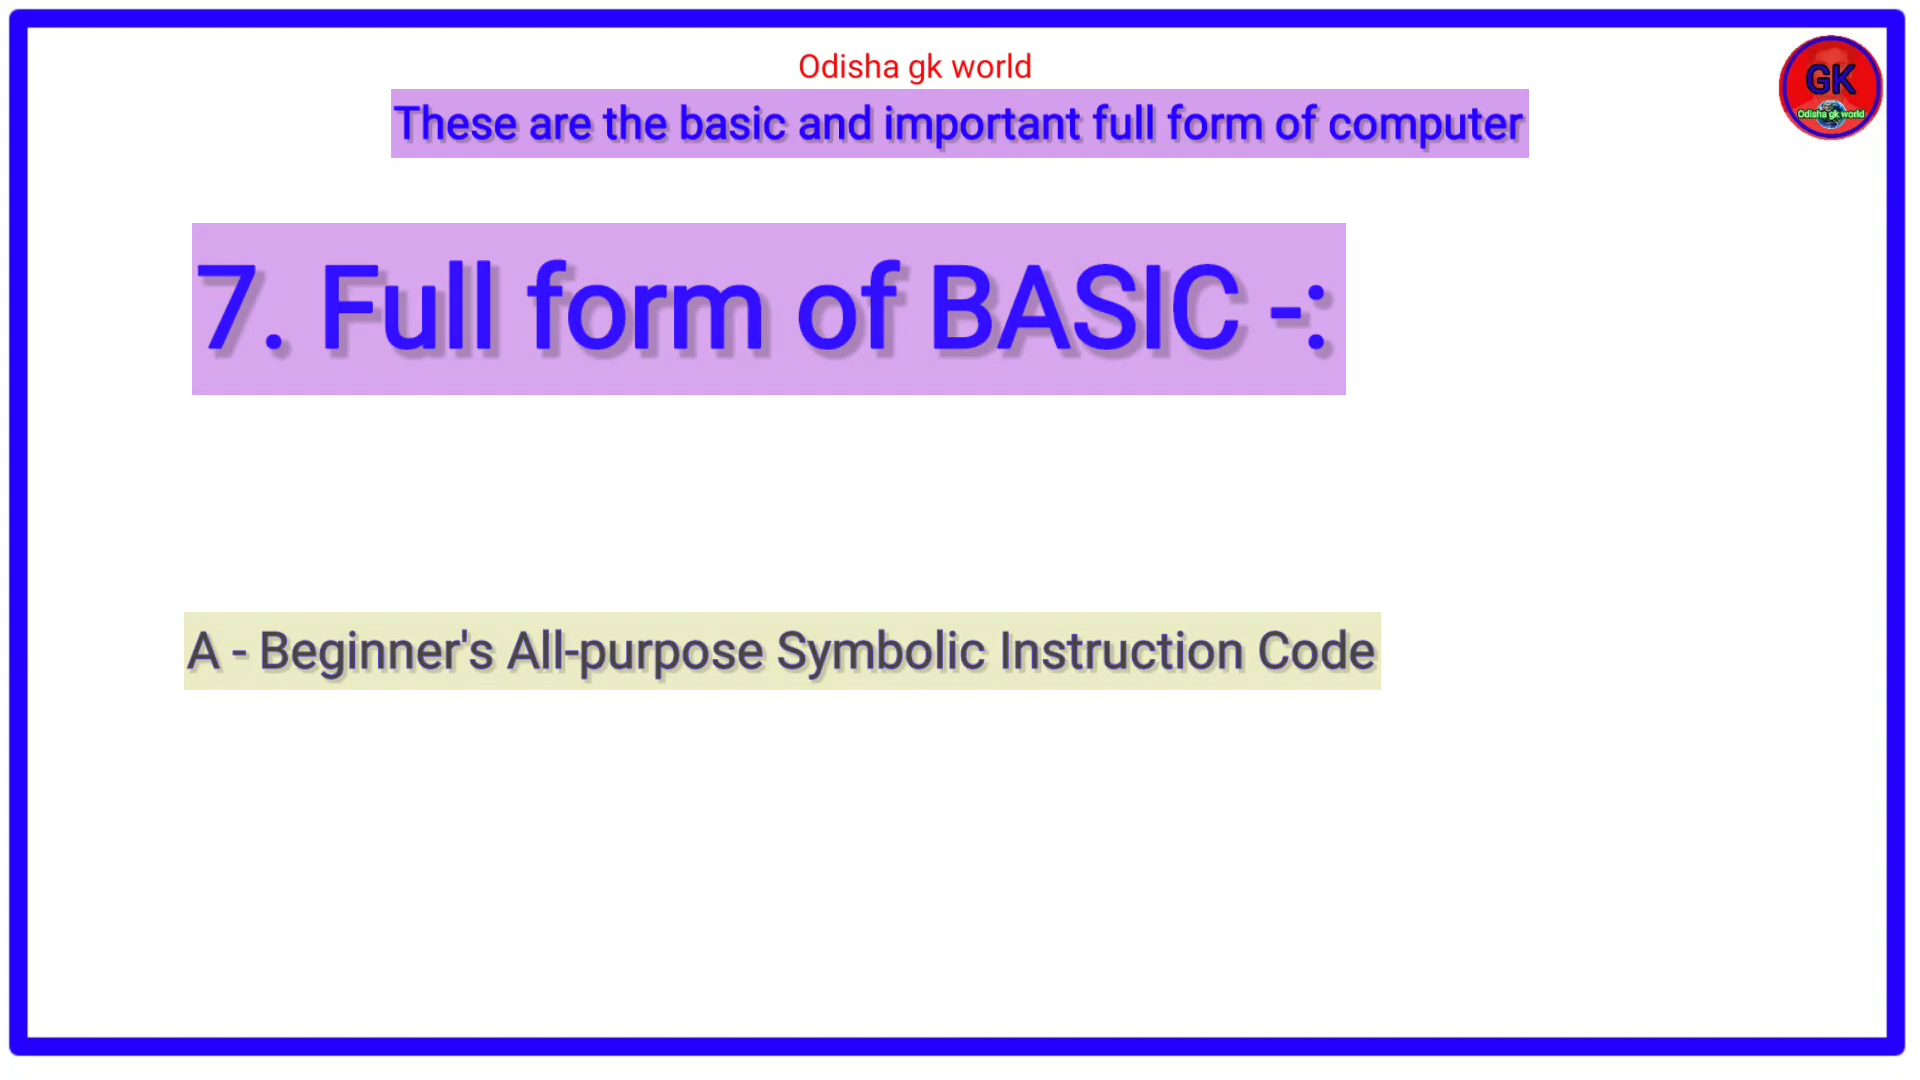 Odisha gk world
These are the basic and important full form of computer
GK
Odisha gk world
7. Full form of BASIC -:
A - Beginner's All-purpose Symbolic Instruction Code